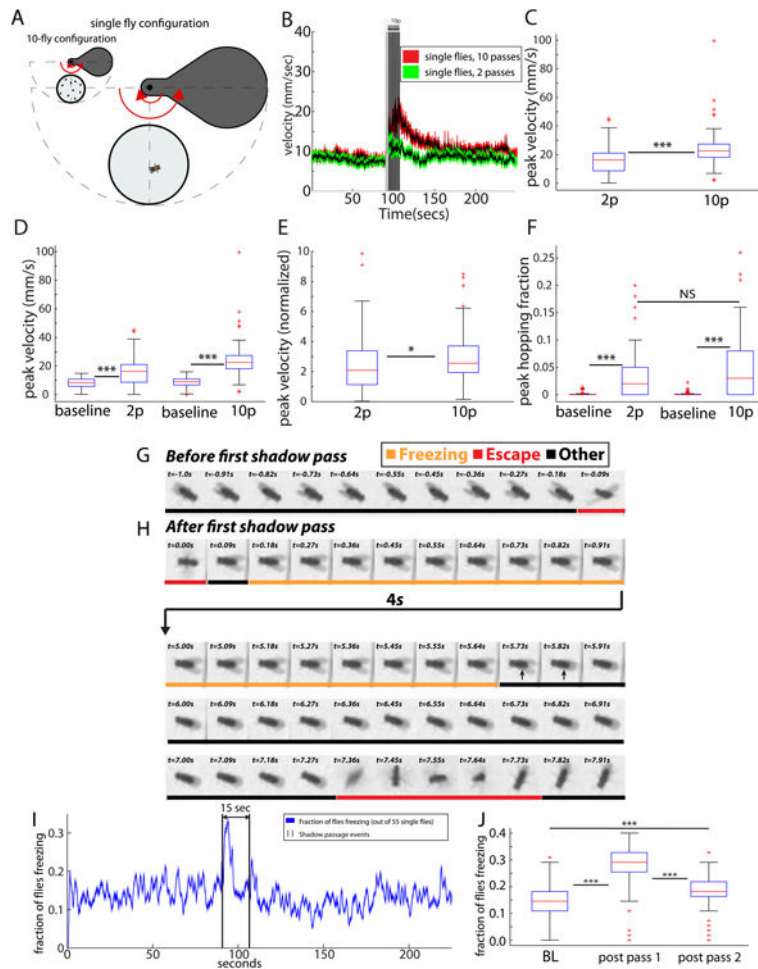 A
single fly configuration
10-fly configuration
B
10p
velocity (mm/sec)
40
30
20
10
0
single flies, 10 passes
single flies, 2 passes
50 100 150 200
Time(secs)
C
peak velocity (mm/s)
100
80
60
40
20
0
***
2p 10p
D
peak velocity (mm/s)
100
80
60
40
20
0
*** ***
baseline 2p baseline 10p
E
peak velocity (normalized)
10
8
6
4
2
0
*
2p 10p
F
peak hopping fraction
0.25
0.2
0.15
0.1
0.05
0
NS
*** ***
baseline 2p baseline 10p
G Before first shadow pass
Freezing Escape Other
t=-1.0s t=-0.91s t=-0.82s t=-0.73s t=-0.64s t=-0.55s t=-0.45s t=-0.36s t=-0.27s t=-0.18s t=-0.09s
H After first shadow pass
t=0.00s t=0.09s t=0.18s t=0.27s t=0.36s t=0.45s t=0.55s t=0.64s t=0.73s t=0.82s t=0.91s
4s
t=5.00s t=5.09s t=5.18s t=5.27s t=5.36s t=5.45s t=5.55s t=5.64s t=5.73s t=5.82s t=5.91s
t=6.00s t=6.09s t=6.18s t=6.27s t=6.36s t=6.45s t=6.55s t=6.64s t=6.73s t=6.82s t=6.91s
t=7.00s t=7.09s t=7.18s t=7.27s t=7.36s t=7.45s t=7.55s t=7.64s t=7.73s t=7.82s t=7.91s
I
15 sec
Fraction of flies freezing (out of 55 single flies)
Shadow passage events
fraction of flies freezing
0.3
0.2
0.1
0
0 50 100 150 200
seconds
J
fraction of flies freezing
0.4
0.3
0.2
0.1
0.0
***
*** ***
BL post pass 1 post pass 2